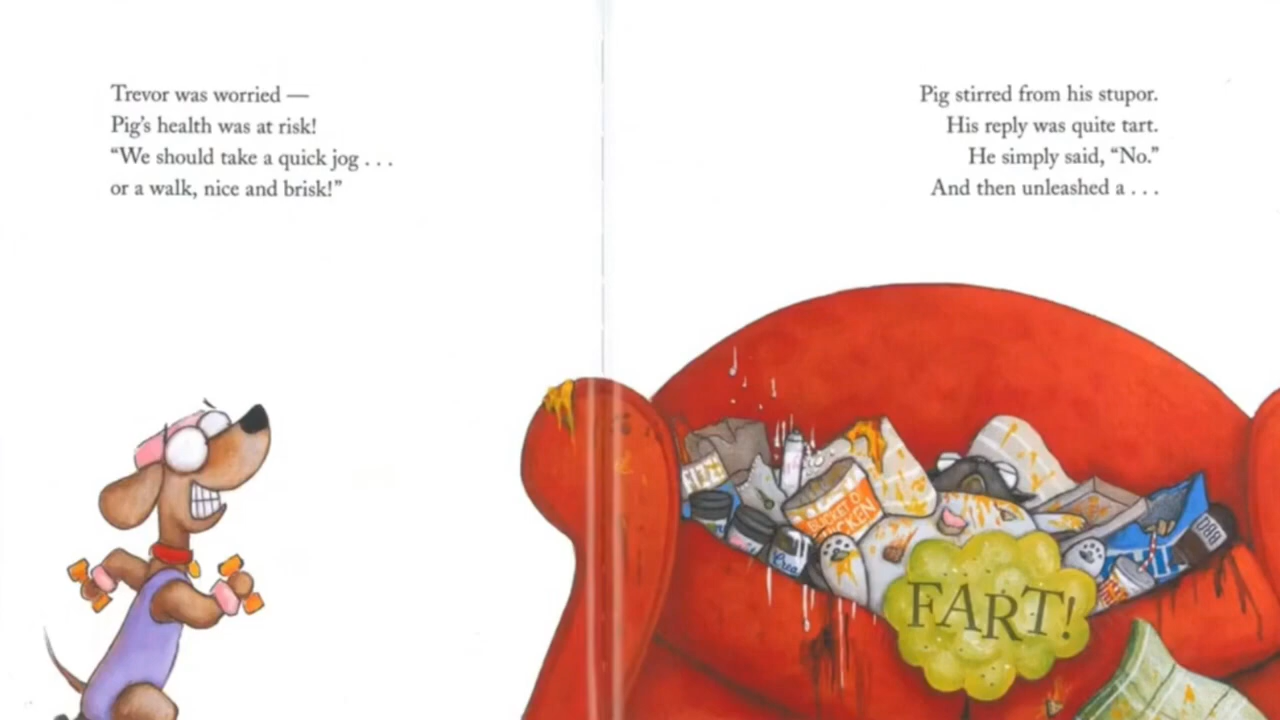 Trevor was worried —
Pig's health was at risk!
“We should take a quick jog . . .
or a walk, nice and brisk!”
Pig stirred from his stupor.
His reply was quite tart.
He simply said, “No.”
And then unleashed a . . .
BUCKET O
CHICKEN
FART!
BBQ